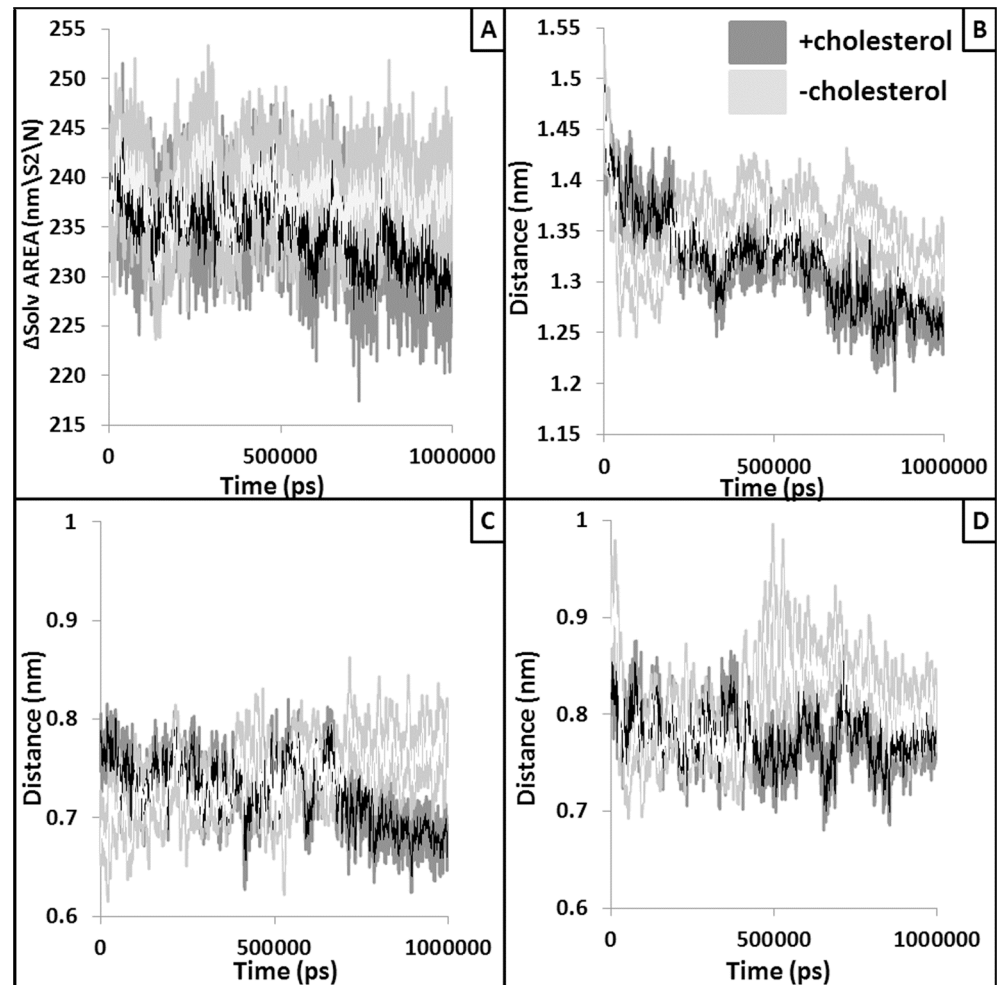 A
255
250
245
240
235
230
225
220
215
ΔSolv AREA (nm\S2\N)
0 500000 1000000
Time (ps)
B
+cholesterol
-cholesterol
1.55
1.5
1.45
1.4
1.35
1.3
1.25
1.2
1.15
Distance (nm)
0 500000 1000000
Time (ps)
C
1
0.9
0.8
0.7
0.6
Distance (nm)
0 500000 1000000
Time (ps)
D
1
0.9
0.8
0.7
0.6
Distance (nm)
0 500000 1000000
Time (ps)